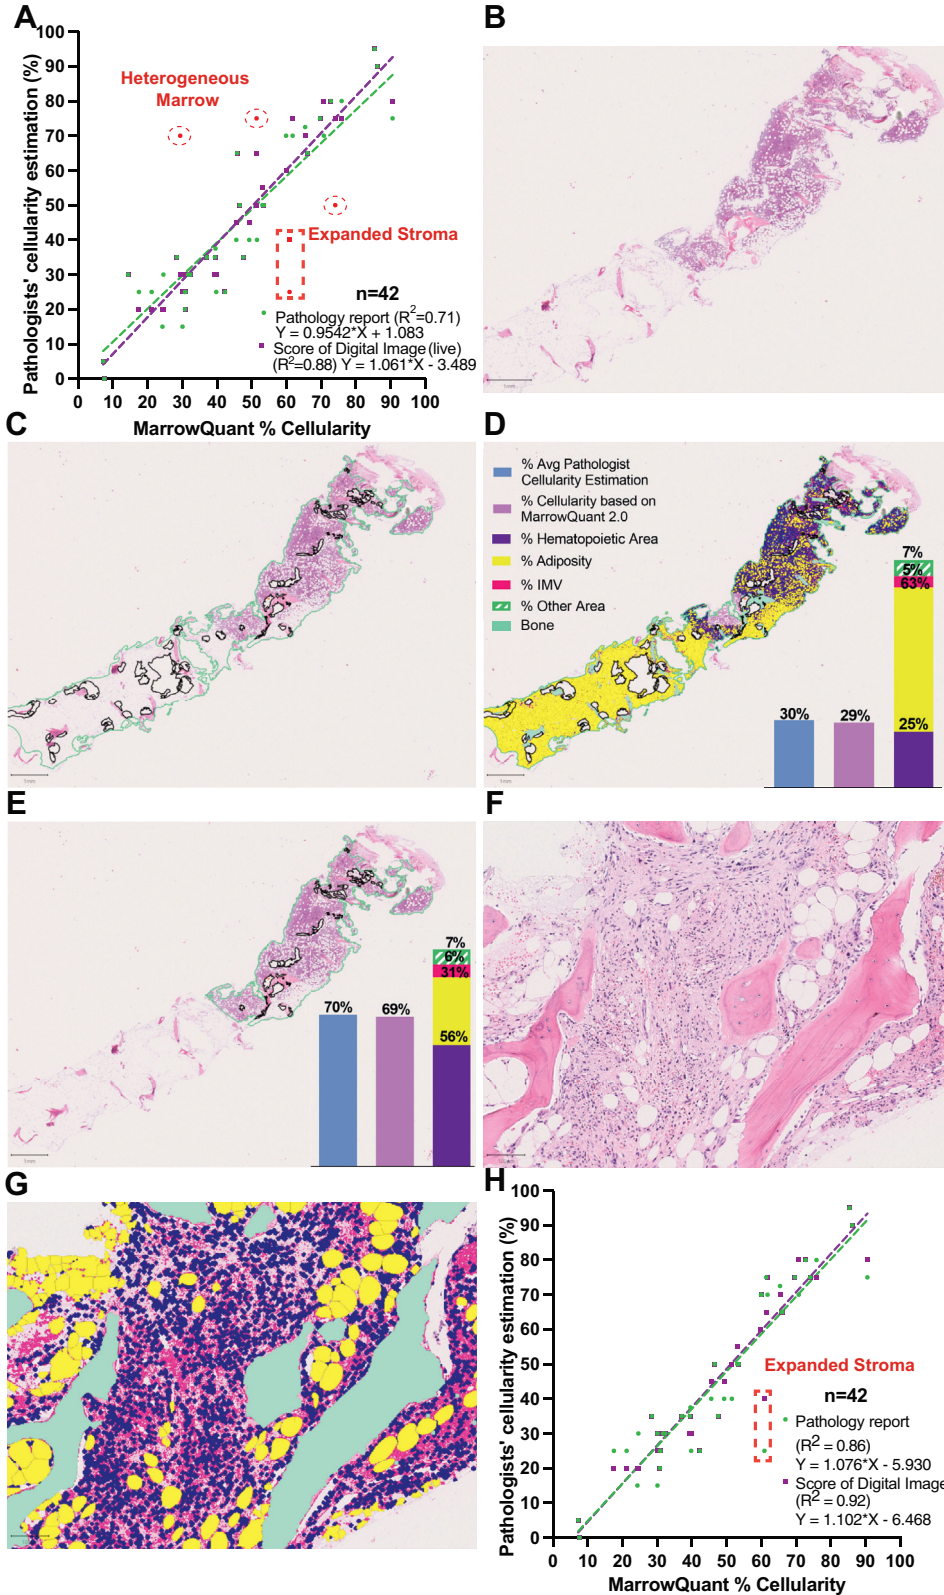 A
Pathologists' cellularity estimation (%)
100
90
80
70
60
50
40
30
20
10
0
Heterogeneous
Marrow
Expanded Stroma
n=42
Pathology report (R²=0.71)
Y = 0.9542*X + 1.083
Score of Digital Image (live)
(R²=0.88) Y = 1.061*X - 3.489
0 10 20 30 40 50 60 70 80 90 100
MarrowQuant % Cellularity
B
1mm
C
1mm
D
% Avg Pathologist
Cellularity Estimation
% Cellularity based on
MarrowQuant 2.0
% Hematopoietic Area
% Adiposity
% IMV
% Other Area
Bone
7%
5%
63%
30%
29%
25%
1mm
E
7%
6%
31%
70%
69%
56%
1mm
F
G
H
Pathologists' cellularity estimation (%)
100
90
80
70
60
50
40
30
20
10
0
Expanded Stroma
n=42
Pathology report
(R² = 0.86)
Y = 1.076*X - 5.930
Score of Digital Image
(R² = 0.92)
Y = 1.102*X - 6.468
0 10 20 30 40 50 60 70 80 90 100
MarrowQuant % Cellularity